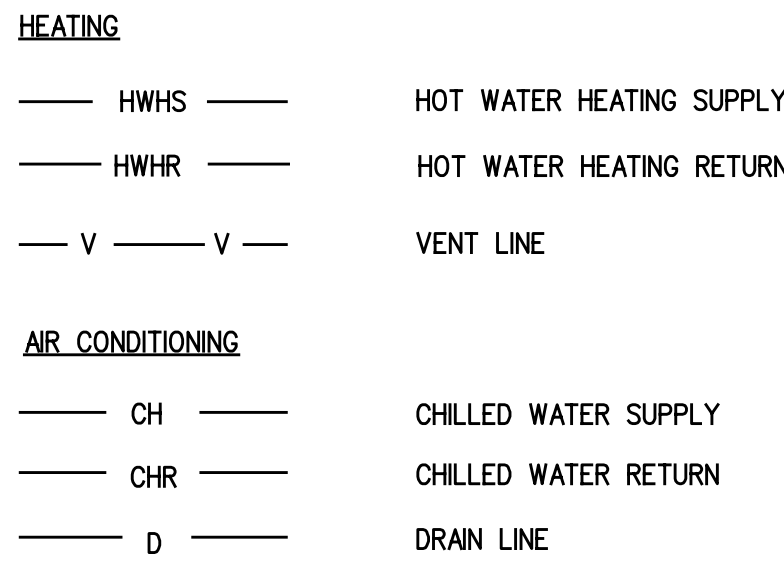 HEATING
HWHS HOT WATER HEATING SUPPLY
HWHR HOT WATER HEATING RETURN
V V VENT LINE
AIR CONDITIONING
CH CHILLED WATER SUPPLY
CHR CHILLED WATER RETURN
D DRAIN LINE